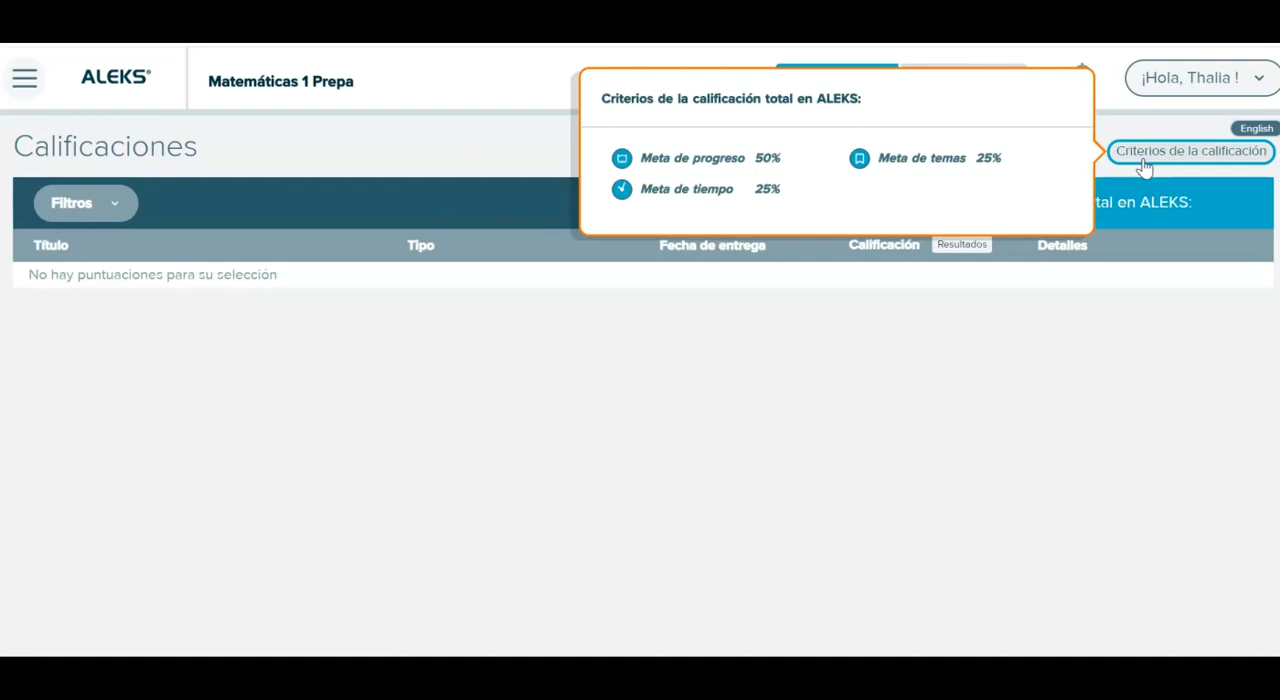 ALEKS®
Matemáticas 1 Prepa
¡Hola, Thalia !
Criterios de la calificación total en ALEKS:
English
Calificaciones
Criterios de la calificación
Meta de progreso 50%
Meta de temas 25%
Meta de tiempo 25%
Filtros
tal en ALEKS:
Título
Tipo
Fecha de entrega
Calificación
Resultados
Detalles
No hay puntuaciones para su selección